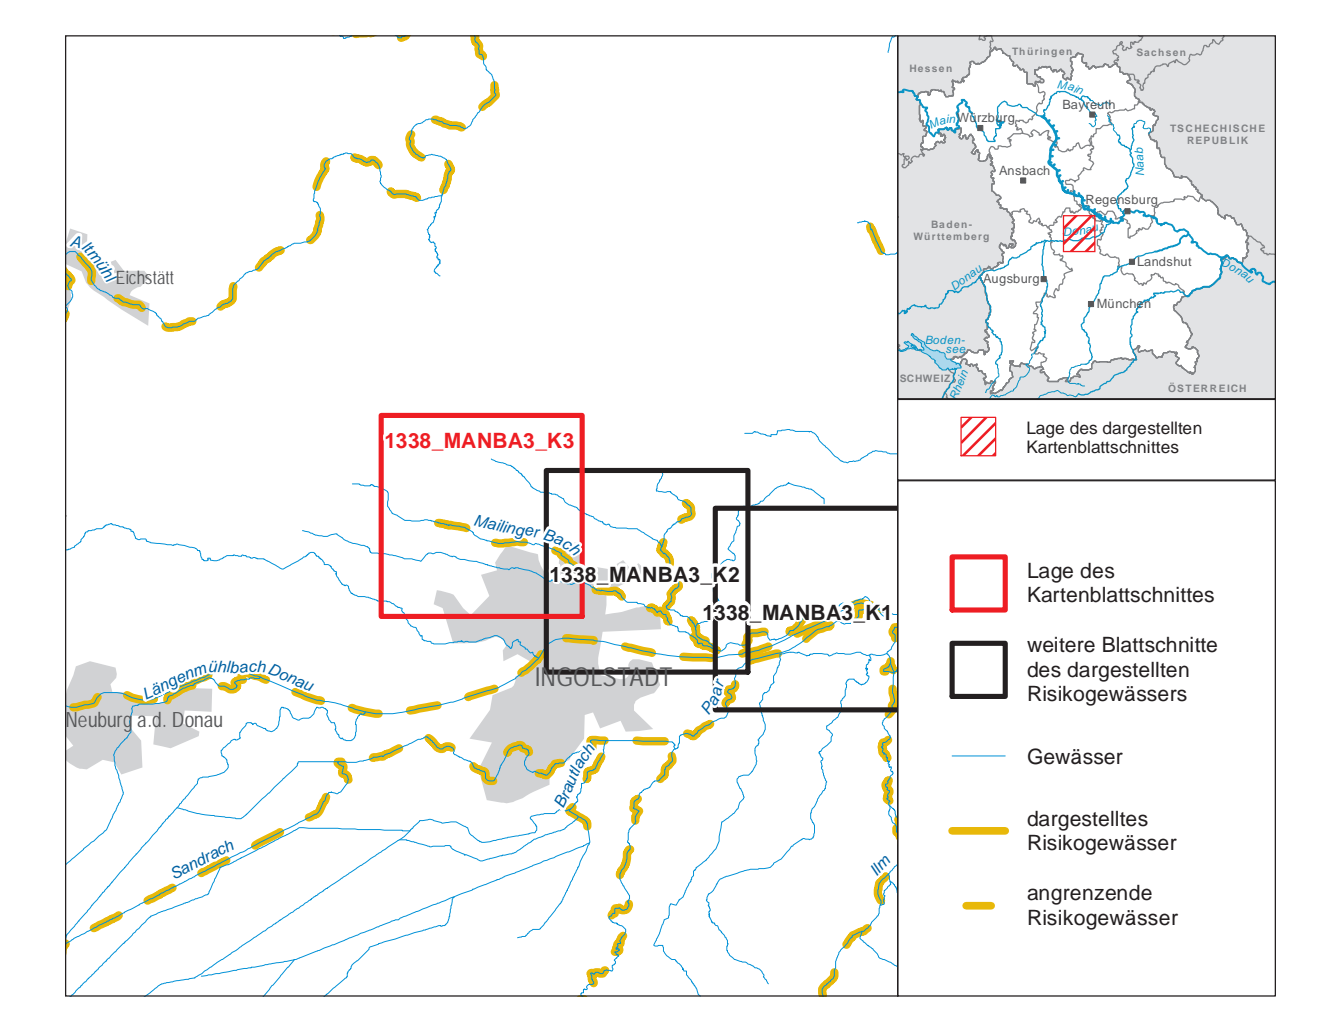 Altmühl
Eichstätt
1338_MANBA3_K3
Mailinger Bach
1338_MANBA3_K2
1338_MANBA3_K1
INGOLSTADT
Längenmühlbach
Donau
Neuburg a.d. Donau
Paar
Brautlach
Sandrach
Ilm
Thüringen
Sachsen
Hessen
Main
Bayreuth
Main
Würzburg
TSCHECHISCHE
REPUBLIK
Naab
Ansbach
Regensburg
Baden-
Württemberg
Donau
Landshut
Donau
Augsburg
Donau
München
Boden-
see
SCHWEIZ
Rhein
ÖSTERREICH
Lage des dargestellten
Kartenblattschnittes
Lage des
Kartenblattschnittes
weitere Blattschnitte
des dargestellten
Risikogewässers
Gewässer
dargestelltes
Risikogewässer
angrenzende
Risikogewässer